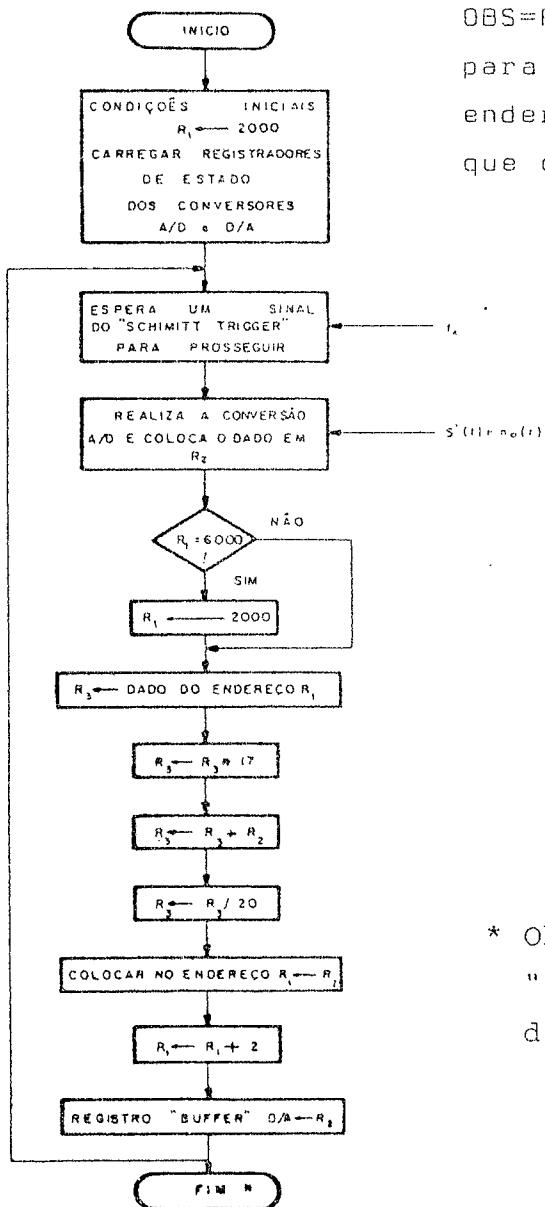 INICIO
OBS=
para
ender
que
CONDIÇOẼS INICIAIS
R₁ ← 2000
CARREGAR REGISTRADORES
DE ESTADO
DOS CONVERSORES
A/D e D/A
ESPERA UM SINAL
DO "SCHIMITT TRIGGER"
PARA PROSSEGUIR
REALIZA A CONVERSÃO
A/D E COLOCA O DADO EM
R₂
S'(t)+n₀(t)
R₁ = 6000
NÃO
SIM
R₁ ← 2000
R₃ ← DADO DO ENDEREÇO R₁
R₃ ← R₃ * 17
R₃ ← R₃ + R₂
R₃ ← R₃ / 20
COLOCAR NO ENDEREÇO R₁ ←
R₁ ← R₁ + 2
REGISTRO "BUFFER" D/A ←
FIM *
*
"
d